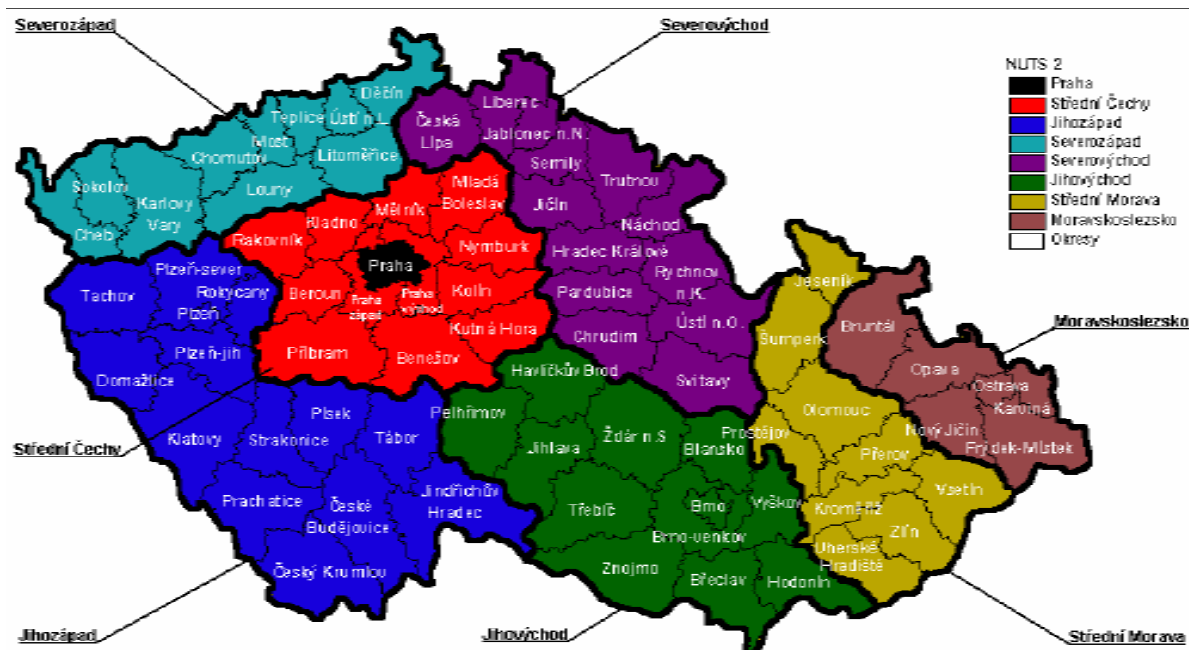 Severozápad
Severovýchod
NUTS 2
Praha
Střední Čechy
Jihozápad
Severozápad
Severovýchod
Jihovýchod
Střední Morava
Moravskoslezsko
Okresy
Děčín
Teplice
Ústí n.L.
Most
Chomutov
Litoměřice
Louny
Sokolov
Karlovy
Vary
Cheb
Liberec
Česká
Lípa
Jablonec n.N.
Semily
Trutnov
Jičín
Náchod
Hradec Králové
Rychnov
n.K.
Pardubice
Ústí n.O.
Chrudim
Svitavy
Mladá
Boleslav
Mělník
Kladno
Rakovník
Nymburk
Praha
Beroun
Praha
západ
Praha
východ
Kolín
Kutná Hora
Příbram
Benešov
Plzeň-sever
Tachov
Rokycany
Plzeň
Plzeň-jih
Domažlice
Klatovy
Písek
Strakonice
Tábor
Prachatice
České
Budějovice
Jindřichův
Hradec
Český Krumlov
Havlíčkův Brod
Pelhřimov
Jihlava
Žďár n.S
Blansko
Třebíč
Brno
Vyškov
Brno-venkov
Znojmo
Břeclav
Hodonín
Jeseník
Šumperk
Olomouc
Prostějov
Přerov
Kroměříž
Vsetín
Zlín
Uherské
Hradiště
Bruntál
Opava
Ostrava
Karviná
Nový Jičín
Frýdek-Místek
Moravskoslezsko
Střední Čechy
Jihozápad
Jihovýchod
Střední Morava